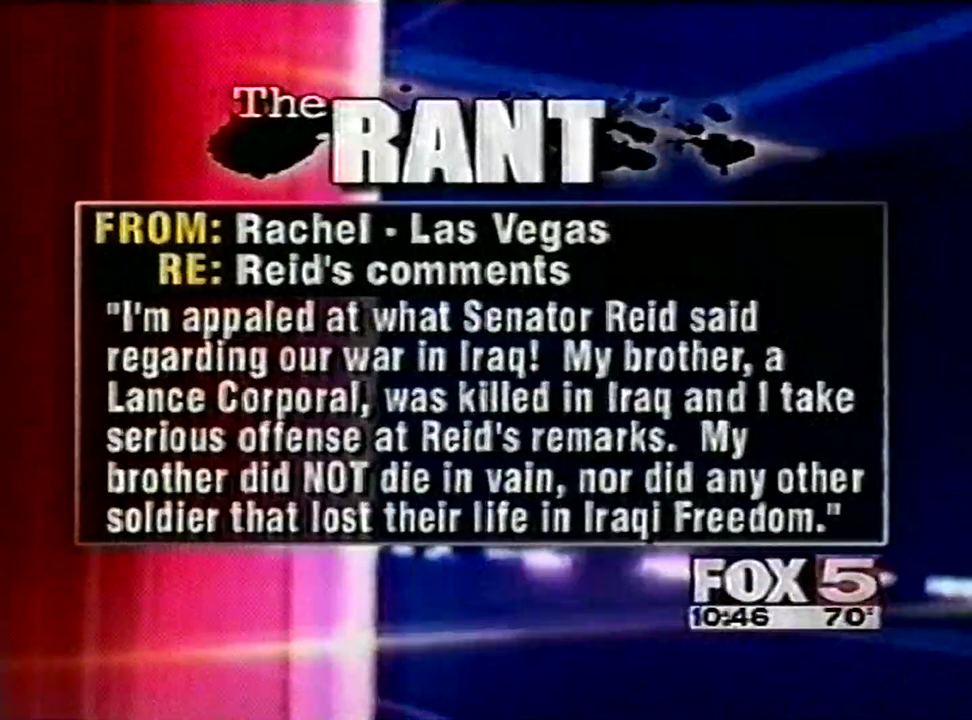 The RANT
FROM: Rachel - Las Vegas
RE: Reid's comments
"I'm appaled at what Senator Reid said
regarding our war in Iraq! My brother, a
Lance Corporal, was killed in Iraq and I take
serious offense at Reid's remarks. My
brother did NOT die in vain, nor did any other
soldier that lost their life in Iraqi Freedom."
FOX 5
10:46 70°